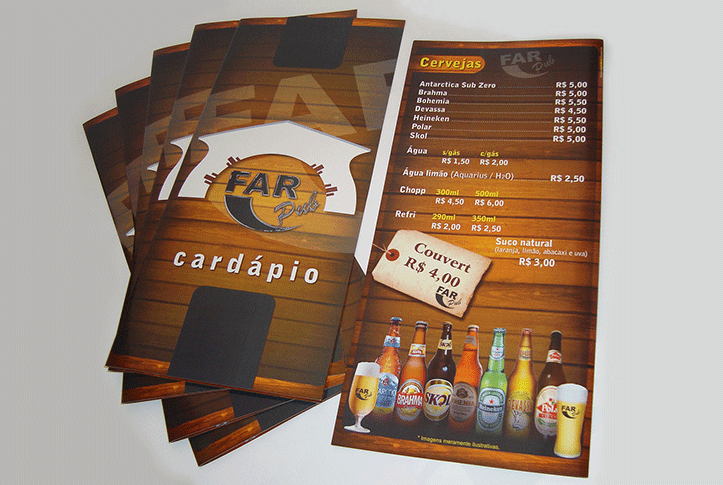 FAR
Pub
cardápio
Cervejas
FAR
Pub
Antarctica Sub Zero R$ 5,00
Brahma R$ 5,00
Bohemia R$ 5,50
Devassa R$ 4,50
Heineken R$ 5,50
Polar R$ 5,00
Skol R$ 5,00
Água s/gás c/gás
R$ 1,50 R$ 2,00
Água limão (Aquarius / H2O) R$ 2,50
Chopp 300ml 500ml
R$ 4,50 R$ 6,00
Refri 290ml 350ml
R$ 2,00 R$ 2,50
Suco natural
(laranja, limão, abacaxi e uva)
R$ 3,00
Couvert
R$ 4,00
FAR
Pub
FAR
BRAHMA
SKOL
Heineken
DEVASSA
Polar
FAR
Pub
* Imagens meramente ilustrativas.